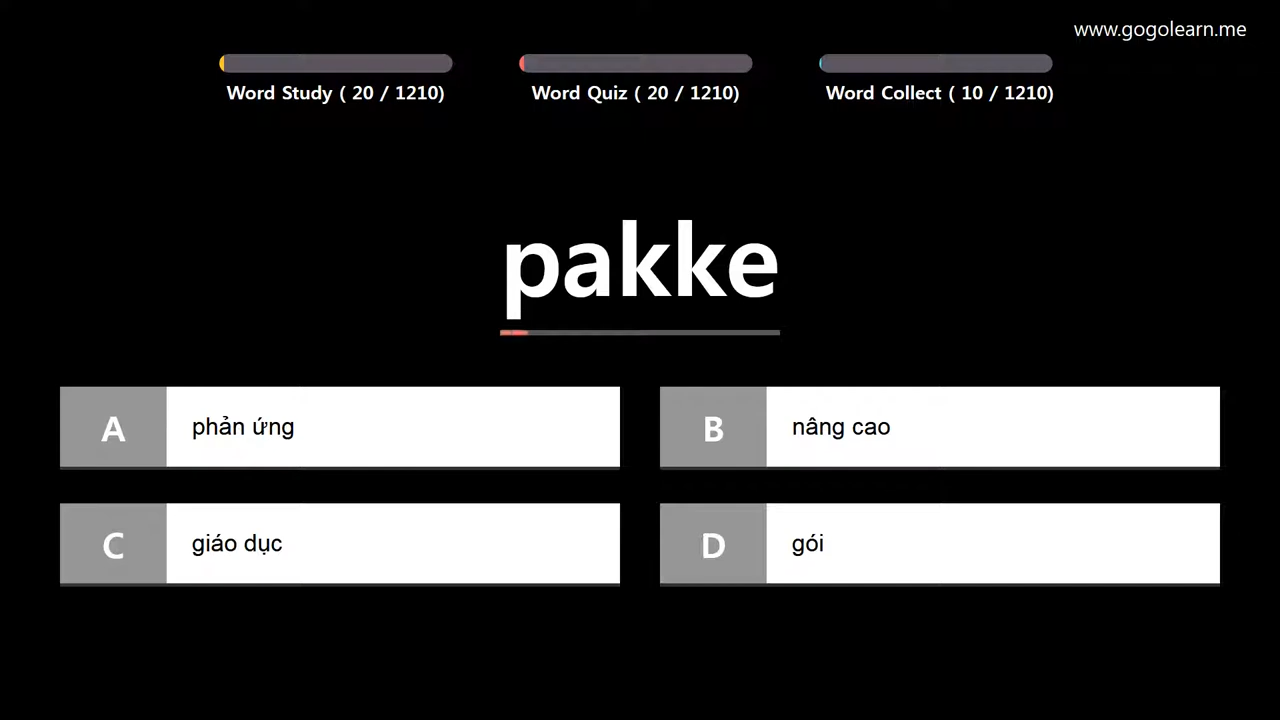 www.gogolearn.me
Word Study ( 20 / 1210)
Word Quiz ( 20 / 1210)
Word Collect ( 10 / 1210)
pakke
A
phản ứng
B
nâng cao
C
giáo dục
D
gói